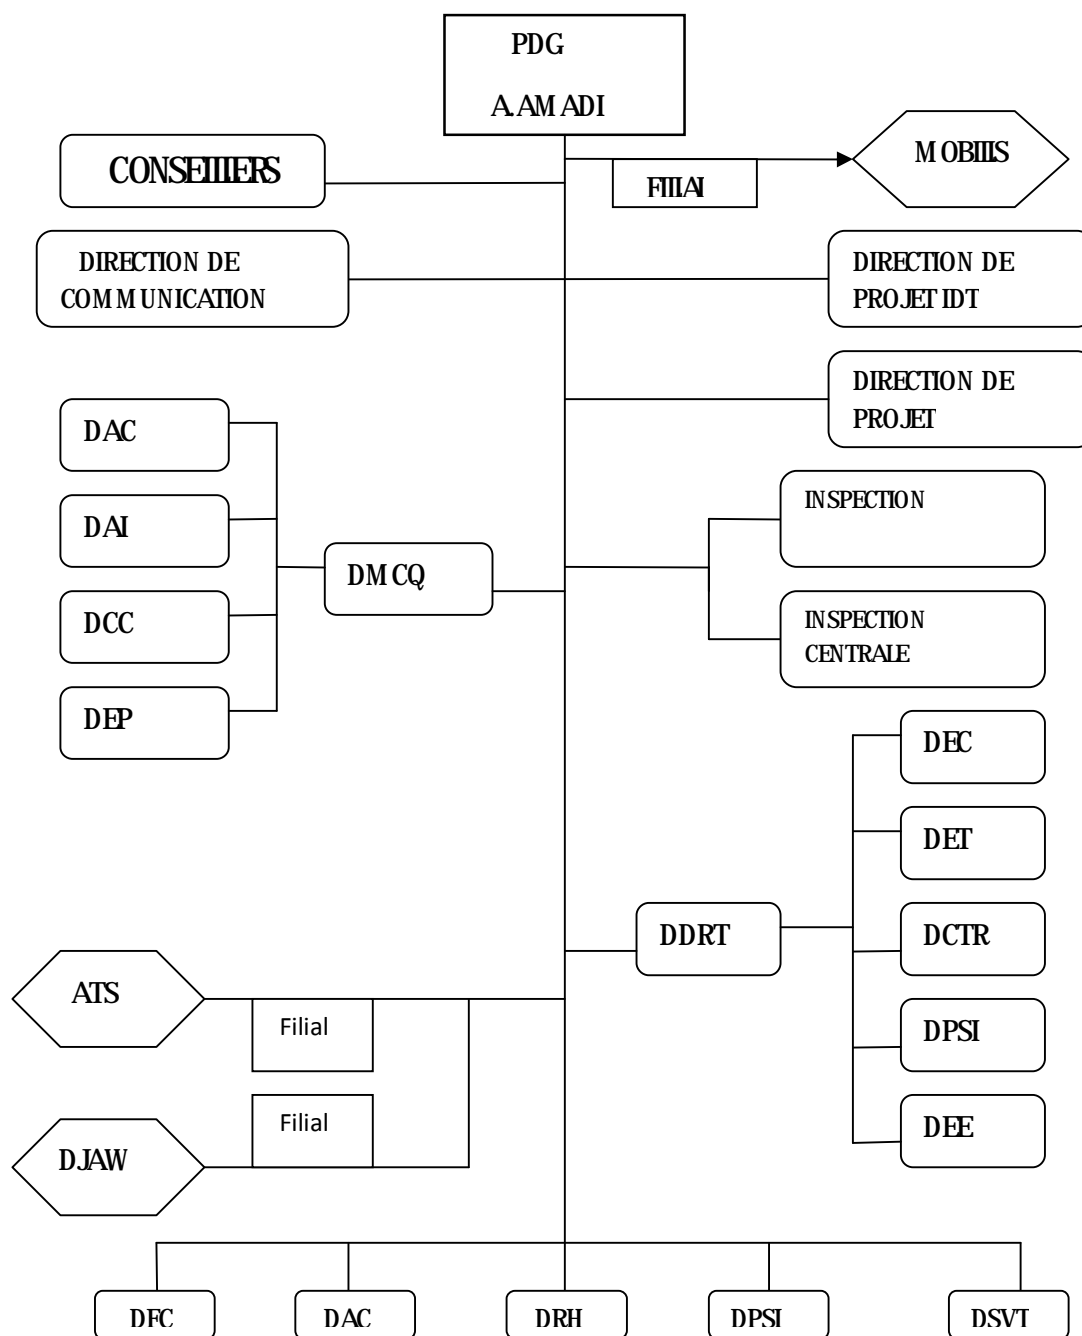 PDG
A.AMADI
CONSEILLERS
FILIAL
MOBILIS
DIRECTION DE
COMMUNICATION
DIRECTION DE
PROJET IDT
DIRECTION DE
PROJET
DAC
DAI
DCC
DEP
DMCQ
INSPECTION
INSPECTION
CENTRALE
DEC
DET
DCTR
DPSI
DEE
DDRT
ATS
Filial
Filial
DJAW
DFC
DAC
DRH
DPSI
DSVT